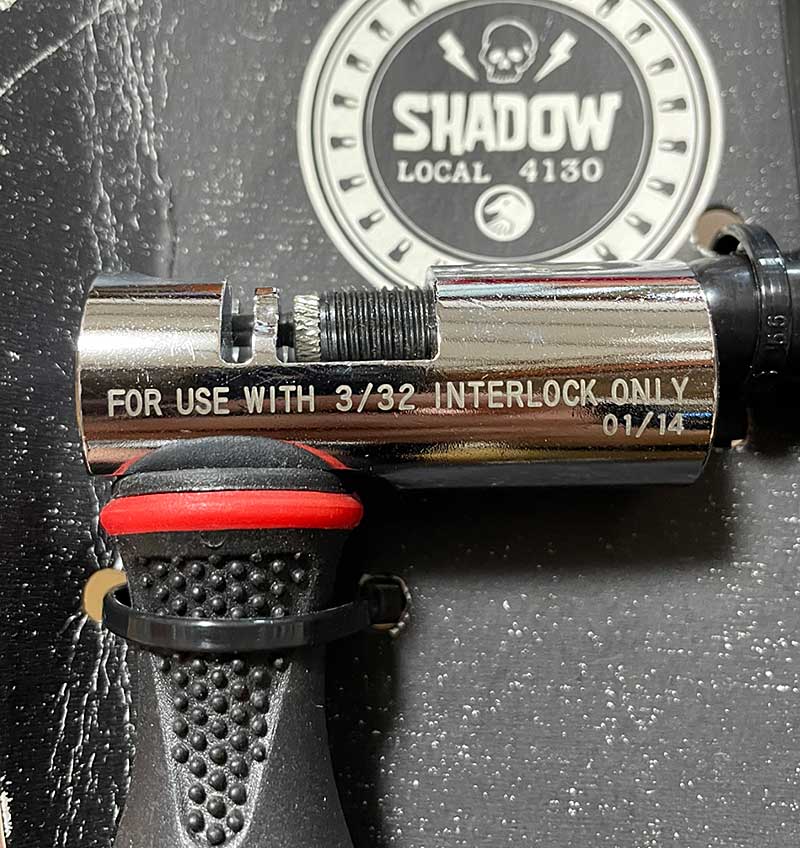 SHADOW
LOCAL 4130
FOR USE WITH 3/32 INTERLOCK ONLY
01/14